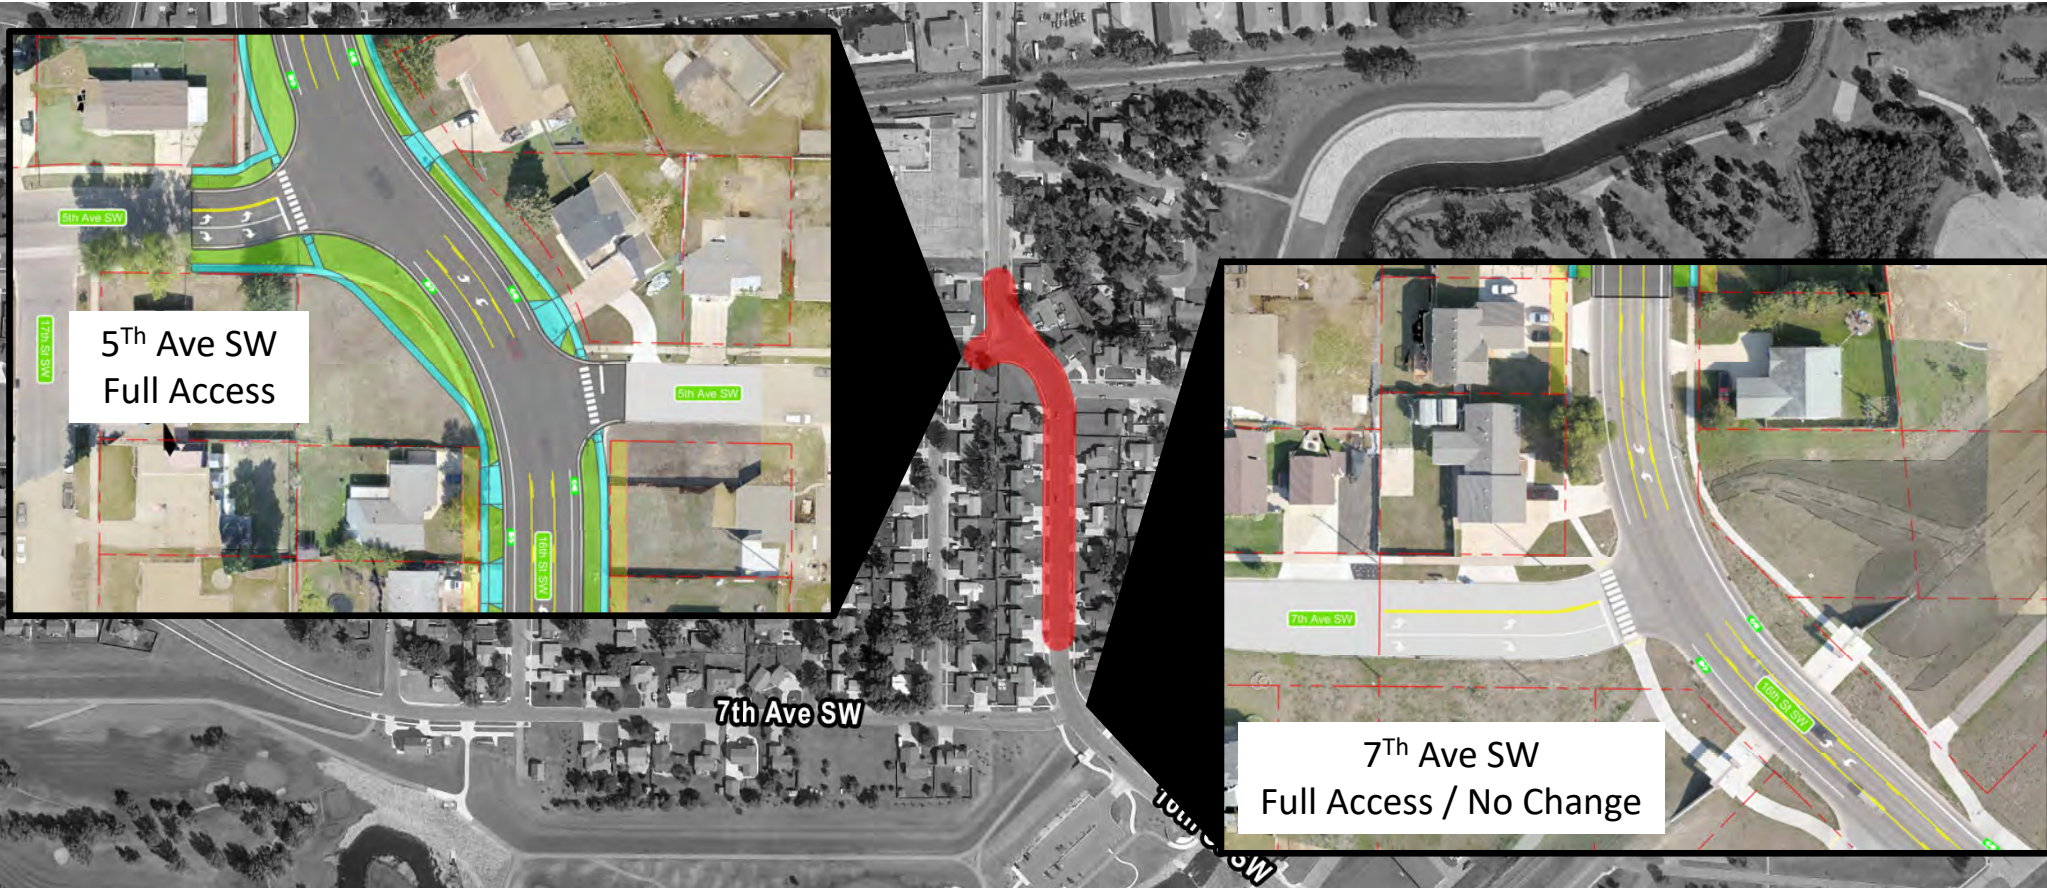 5th Ave SW
17th St SW
5Th Ave SW
Full Access
5th Ave SW
16th St SW
7th Ave SW
7th Ave SW
16th St SW
7Th Ave SW
Full Access / No Change
SW